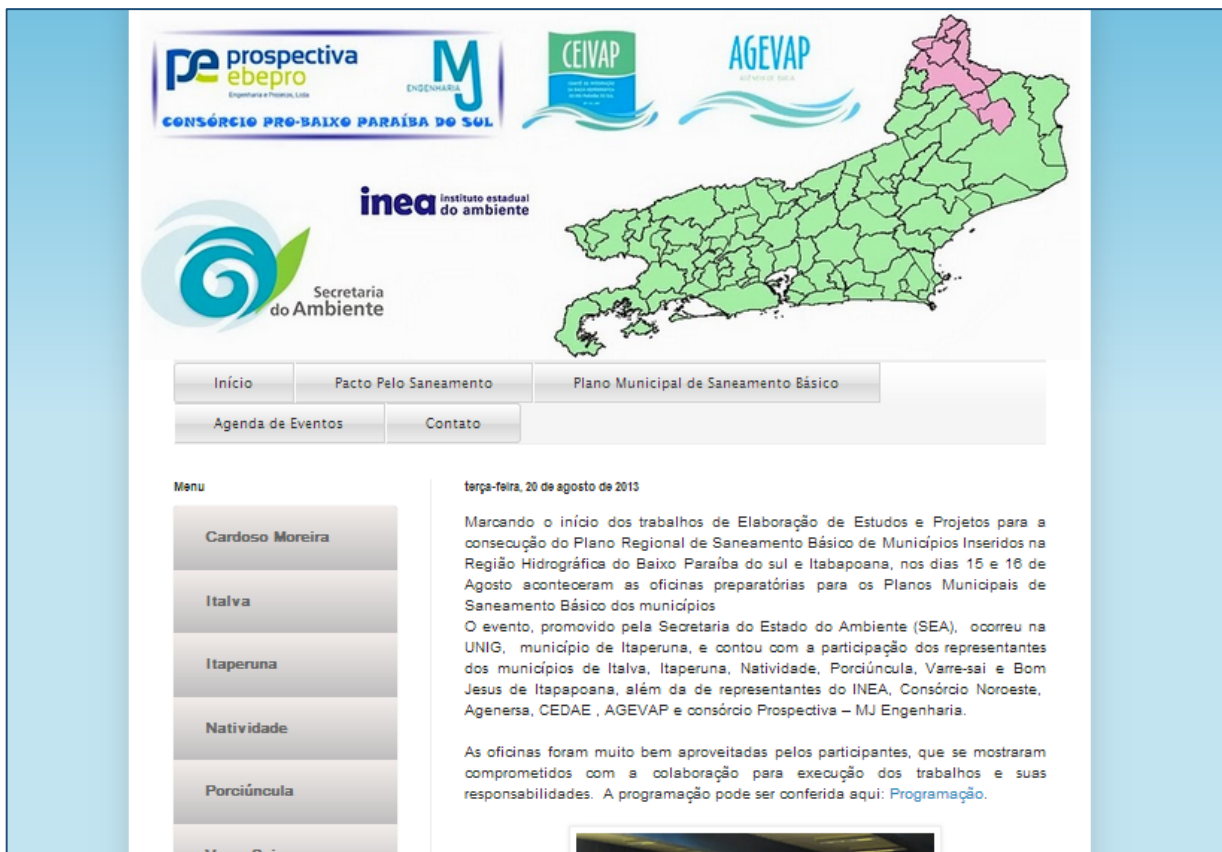 prospectiva
ebepro
Engenharia e Projetos, Ltda
MJ
ENGENHARIA
CONSÓRCIO PRO-BAIXO PARAÍBA DO SUL
CEIVAP
AGEVAP
inea instituto estadual
do ambiente
Secretaria
do Ambiente
Início
Pacto Pelo Saneamento
Plano Municipal de Saneamento Básico
Agenda de Eventos
Contato
Menu
Cardoso Moreira
Italva
Itaperuna
Natividade
Porciúncula
terça-feira, 20 de agosto de 2013
Marcando o início dos trabalhos de Elaboração de Estudos e Projetos para a
consecução do Plano Regional de Saneamento Básico de Municípios Inseridos na
Região Hidrográfica do Baixo Paraíba do sul e Itabapoana, nos dias 15 e 16 de
Agosto aconteceram as oficinas preparatórias para os Planos Municipais de
Saneamento Básico dos municípios
O evento, promovido pela Secretaria do Estado do Ambiente (SEA), ocorreu na
UNIG, município de Itaperuna, e contou com a participação dos representantes
dos municípios de Italva, Itaperuna, Natividade, Porciúncula, Varre-sai e Bom
Jesus de Itapapoana, além da de representantes do INEA, Consórcio Noroeste,
Agenersa, CEDAE , AGEVAP e consórcio Prospectiva – MJ Engenharia.
As oficinas foram muito bem aproveitadas pelos participantes, que se mostraram
comprometidos com a colaboração para execução dos trabalhos e suas
responsabilidades. A programação pode ser conferida aqui: Programação.